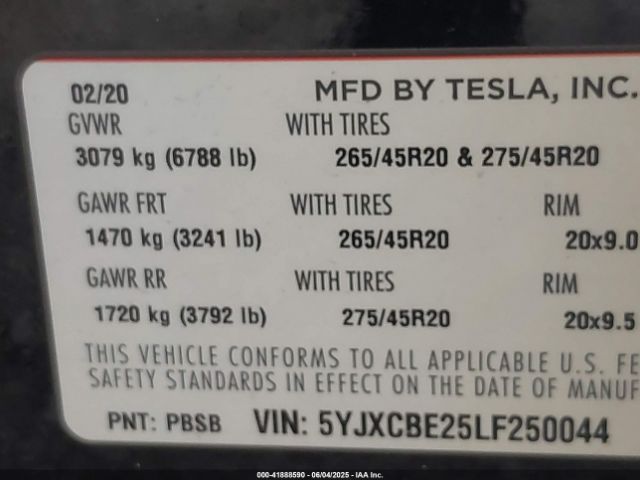 02/20 MFD BY TESLA, INC.
GVWR WITH TIRES
3079 kg (6788 lb) 265/45R20 & 275/45R20
GAWR FRT WITH TIRES RIM
1470 kg (3241 lb) 265/45R20 20x9.0
GAWR RR WITH TIRES RIM
1720 kg (3792 lb) 275/45R20 20x9.5
THIS VEHICLE CONFORMS TO ALL APPLICABLE U.S. FE
SAFETY STANDARDS IN EFFECT ON THE DATE OF MANUF
PNT: PBSB VIN: 5YJXCBE25LF250044
000-41888590 - 06/04/2025 - IAA Inc.